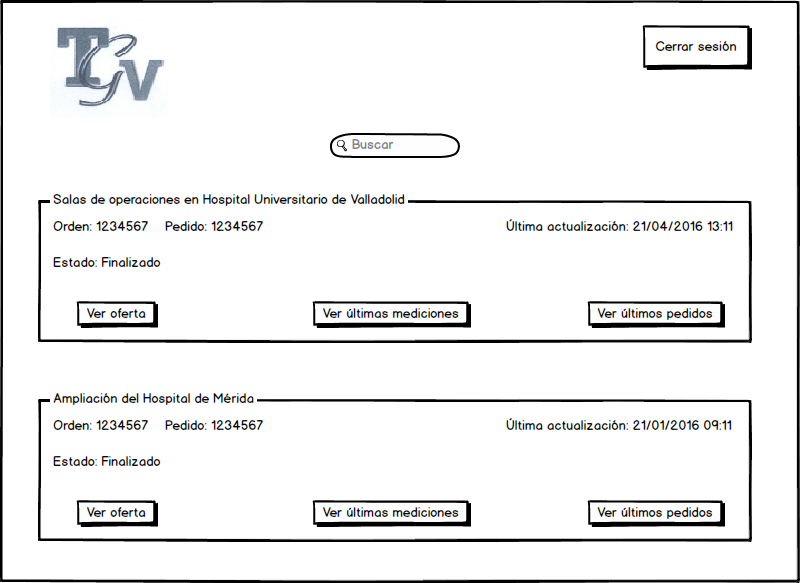 TGV
Cerrar sesión
Buscar
Salas de operaciones en Hospital Universitario de Valladolid
Orden: 1234567 Pedido: 1234567 Última actualización: 21/04/2016 13:11
Estado: Finalizado
Ver oferta Ver últimas mediciones Ver últimos pedidos
Ampliación del Hospital de Mérida
Orden: 1234567 Pedido: 1234567 Última actualización: 21/01/2016 09:11
Estado: Finalizado
Ver oferta Ver últimas mediciones Ver últimos pedidos